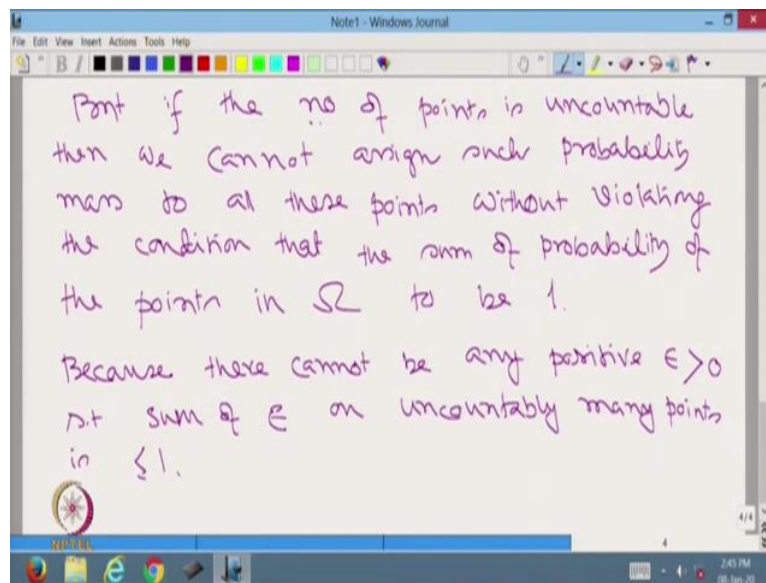 Note1 - Windows Journal
File Edit View Insert Actions Tools Help
But if the no of points is uncountable
then we cannot assign such probability
mass to all these points without violating
the condition that the sum of probability of
the points in Ω to be 1.
Because there cannot be any positive ∈ > 0
s.t sum of ∈ on uncountably many points
is ≤ 1.
NPTEL
4/4
4
2:45 PM
08-Jan-20